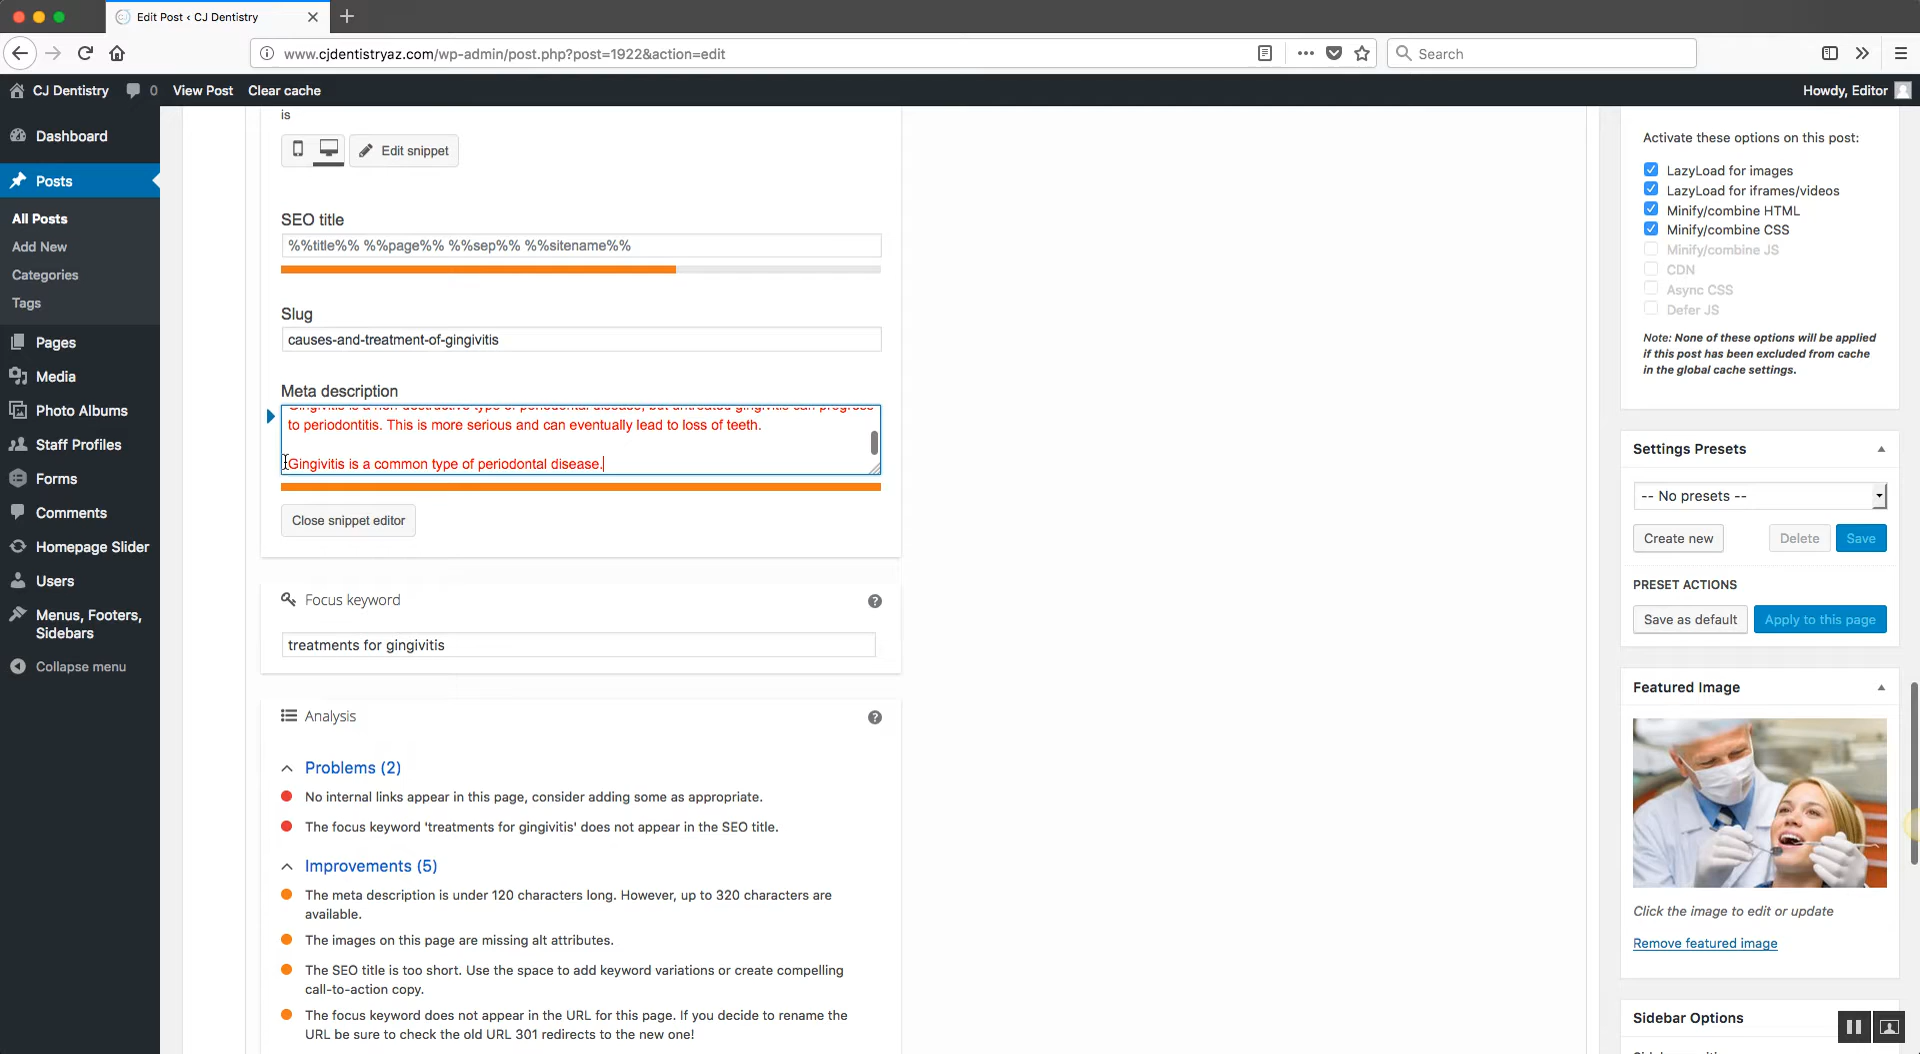 Edit Post ‹ CJ Dentistry
www.cjdentistryaz.com/wp-admin/post.php?post=1922&action=edit
Search
CJ Dentistry
0
View Post
Clear cache
Howdy, Editor
Dashboard
Posts
All Posts
Add New
Categories
Tags
Pages
Media
Photo Albums
Staff Profiles
Forms
Comments
Homepage Slider
Users
Menus, Footers,
Sidebars
Collapse menu
is
Edit snippet
SEO title
%%title%% %%page%% %%sep%% %%sitename%%
Slug
causes-and-treatment-of-gingivitis
Meta description
Gingivitis is a non-destructive type of periodontal disease, but untreated gingivitis can progress
to periodontitis. This is more serious and can eventually lead to loss of teeth.
Gingivitis is a common type of periodontal disease.
Close snippet editor
Focus keyword
treatments for gingivitis
Analysis
Problems (2)
No internal links appear in this page, consider adding some as appropriate.
The focus keyword 'treatments for gingivitis' does not appear in the SEO title.
Improvements (5)
The meta description is under 120 characters long. However, up to 320 characters are
available.
The images on this page are missing alt attributes.
The SEO title is too short. Use the space to add keyword variations or create compelling
call-to-action copy.
The focus keyword does not appear in the URL for this page. If you decide to rename the
URL be sure to check the old URL 301 redirects to the new one!
Activate these options on this post:
LazyLoad for images
LazyLoad for iframes/videos
Minify/combine HTML
Minify/combine CSS
Minify/combine JS
CDN
Async CSS
Defer JS
Note: None of these options will be applied
if this post has been excluded from cache
in the global cache settings.
Settings Presets
-- No presets --
Create new
Delete
Save
PRESET ACTIONS
Save as default
Apply to this page
Featured Image
Click the image to edit or update
Remove featured image
Sidebar Options